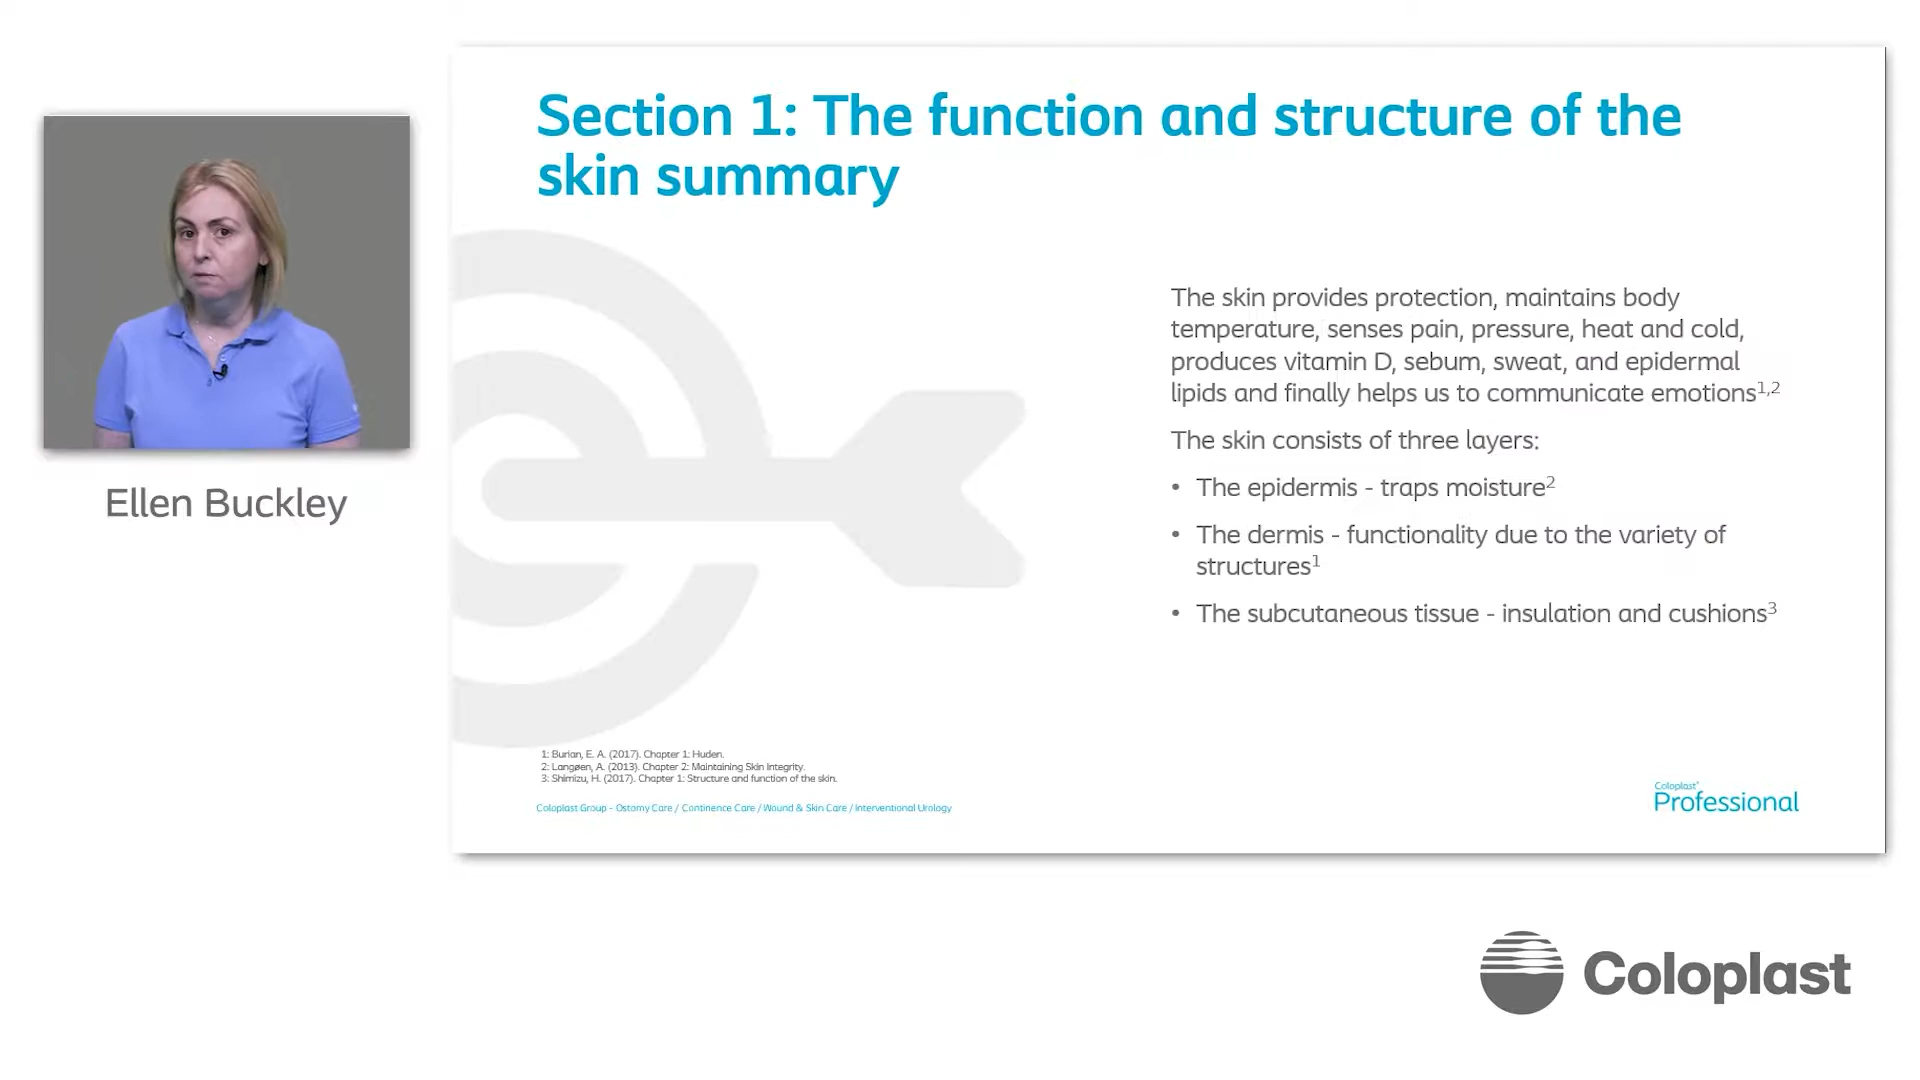 Section 1: The function and structure of the
skin summary
Ellen Buckley
The skin provides protection, maintains body
temperature, senses pain, pressure, heat and cold,
produces vitamin D, sebum, sweat, and epidermal
lipids and finally helps us to communicate emotions1,2
The skin consists of three layers:
• The epidermis - traps moisture2
• The dermis - functionality due to the variety of
structures1
• The subcutaneous tissue - insulation and cushions3
1: Burian, E. A. (2017). Chapter 1: Huden.
2: Langøen, A. (2013). Chapter 2: Maintaining Skin Integrity.
3: Shimizu, H. (2017). Chapter 1: Structure and function of the skin.
Coloplast Group - Ostomy Care / Continence Care / Wound & Skin Care / Interventional Urology
Coloplast®
Professional
Coloplast